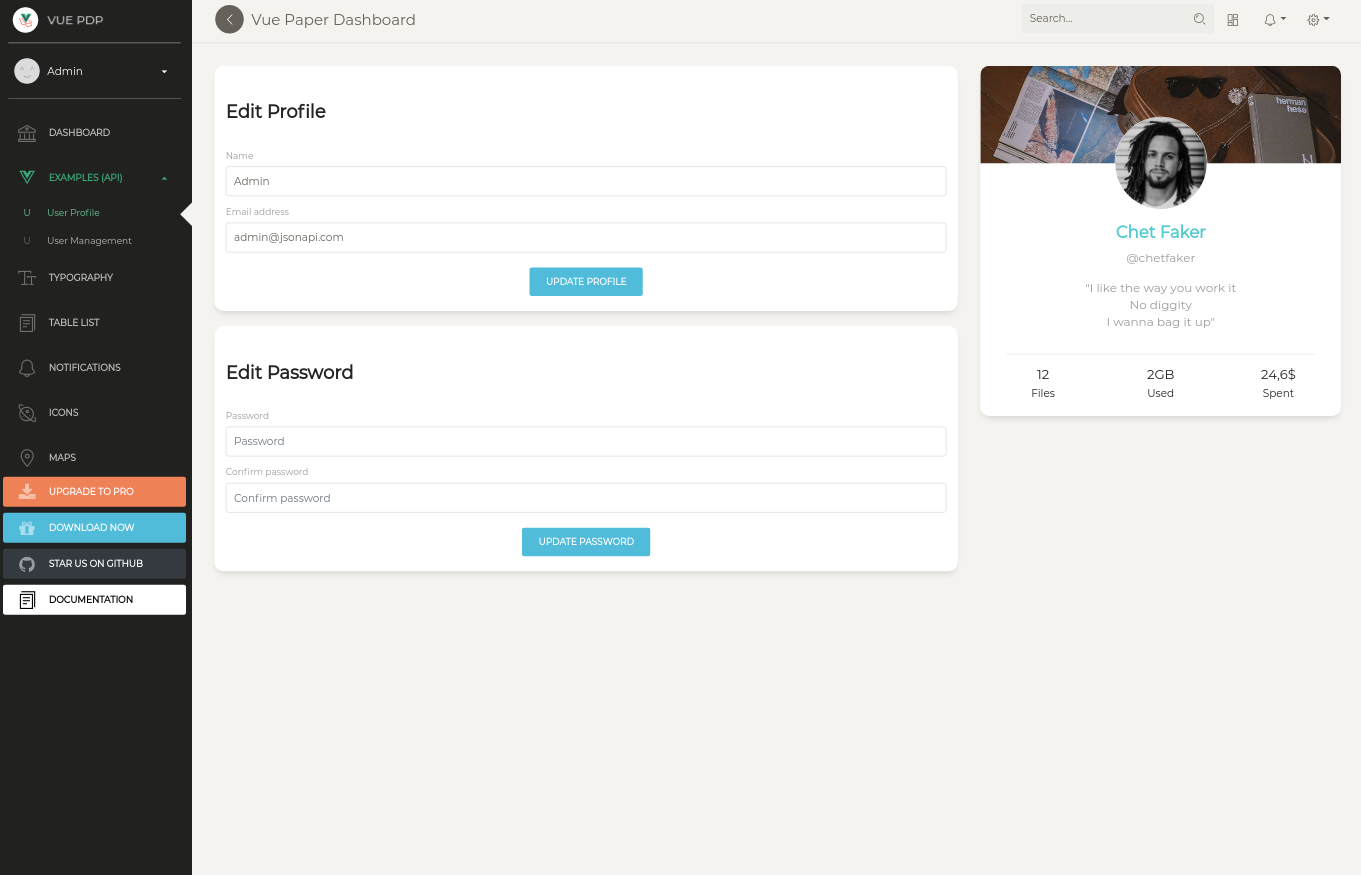 VUE PDP
Admin
DASHBOARD
EXAMPLES (API)
U User Profile
U User Management
TYPOGRAPHY
TABLE LIST
NOTIFICATIONS
ICONS
MAPS
UPGRADE TO PRO
DOWNLOAD NOW
STAR US ON GITHUB
DOCUMENTATION
Vue Paper Dashboard
Search...
Edit Profile
Name
Admin
Email address
admin@jsonapi.com
UPDATE PROFILE
Edit Password
Password
Password
Confirm password
Confirm password
UPDATE PASSWORD
herman
hesse
Chet Faker
@chetfaker
"I like the way you work it
No diggity
I wanna bag it up"
12 2GB 24,6$
Files Used Spent